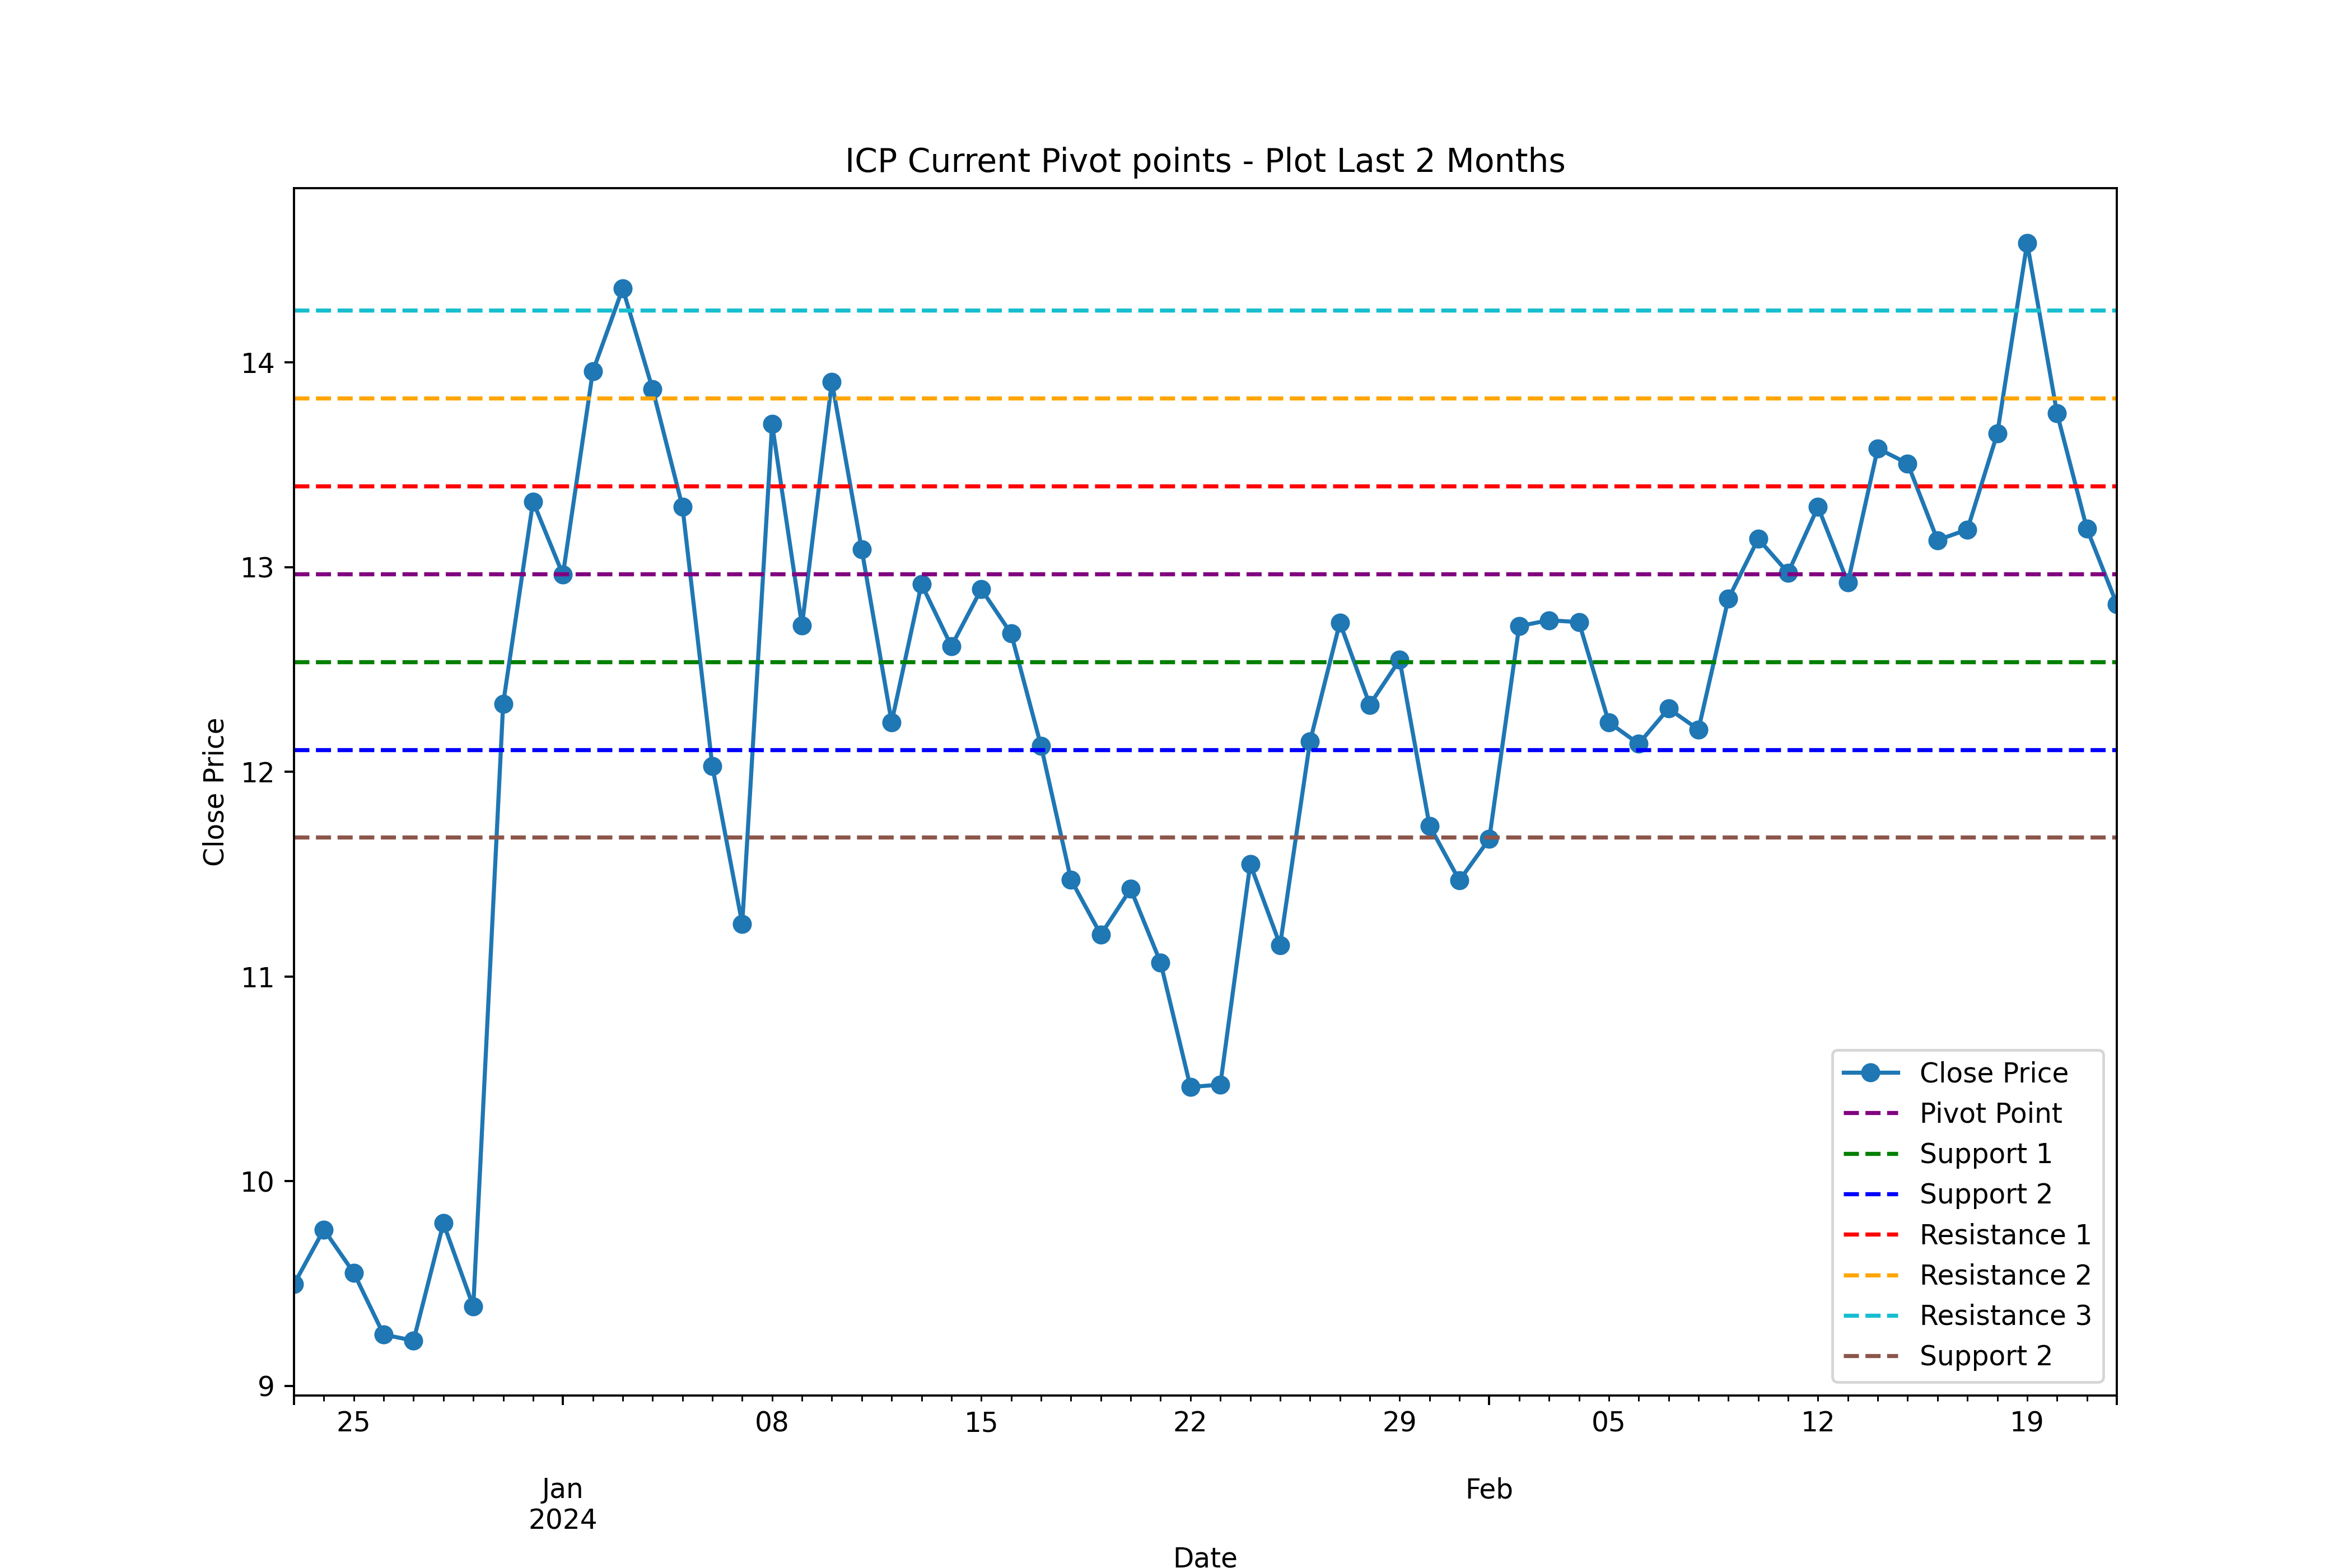 ICP Current Pivot points - Plot Last 2 Months
Close Price
14
13
12
11
10
9
Close Price
Pivot Point
Support 1
Support 2
Resistance 1
Resistance 2
Resistance 3
Support 2
25 08 15 22 29 05 12 19
Jan Feb
2024
Date